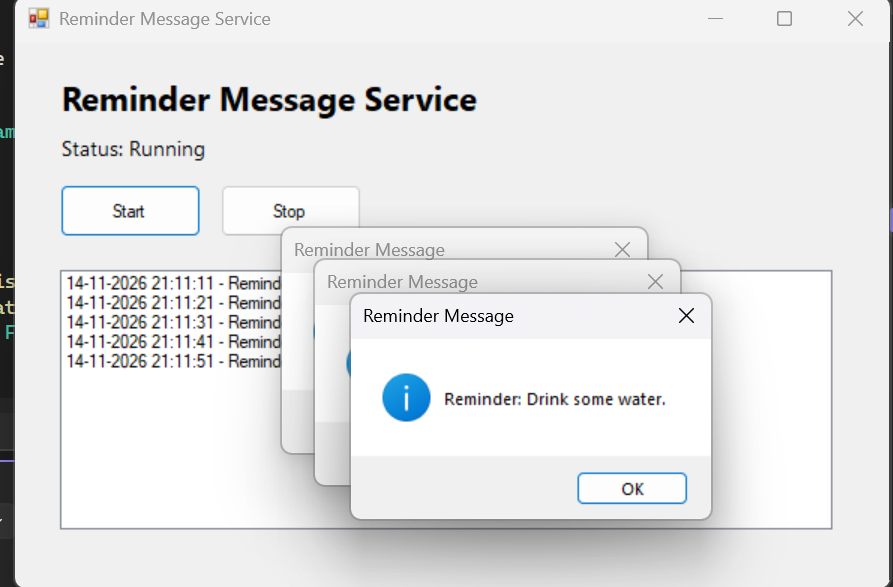 Reminder Message Service
Reminder Message Service
Status: Running
Start
Stop
14-11-2026 21:11:11 - Remind
14-11-2026 21:11:21 - Remind
14-11-2026 21:11:31 - Remind
14-11-2026 21:11:41 - Remind
14-11-2026 21:11:51 - Remind
Reminder Message
Reminder Message
Reminder Message
Reminder: Drink some water.
OK